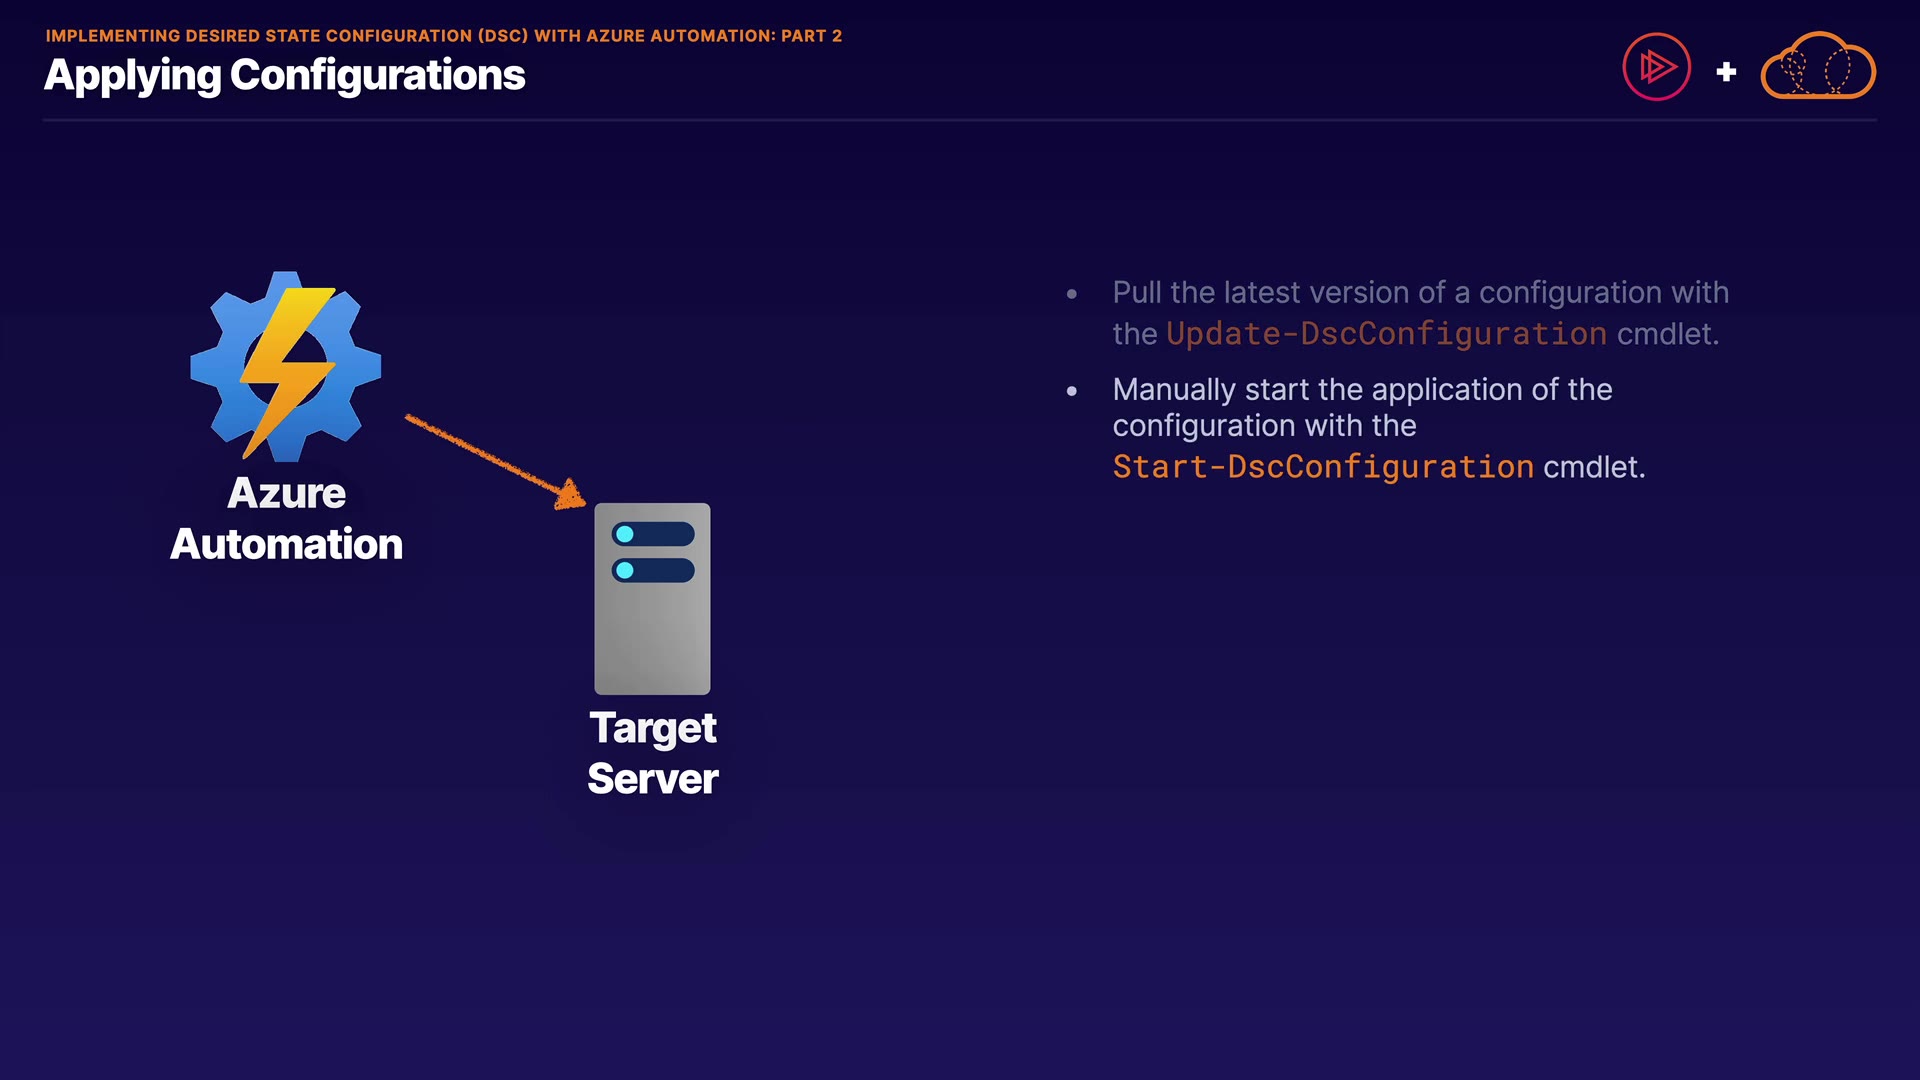 IMPLEMENTING DESIRED STATE CONFIGURATION (DSC) WITH AZURE AUTOMATION: PART 2
Applying Configurations
Azure
Automation
Target
Server
• Pull the latest version of a configuration with
the Update-DscConfiguration cmdlet.
• Manually start the application of the
configuration with the
Start-DscConfiguration cmdlet.